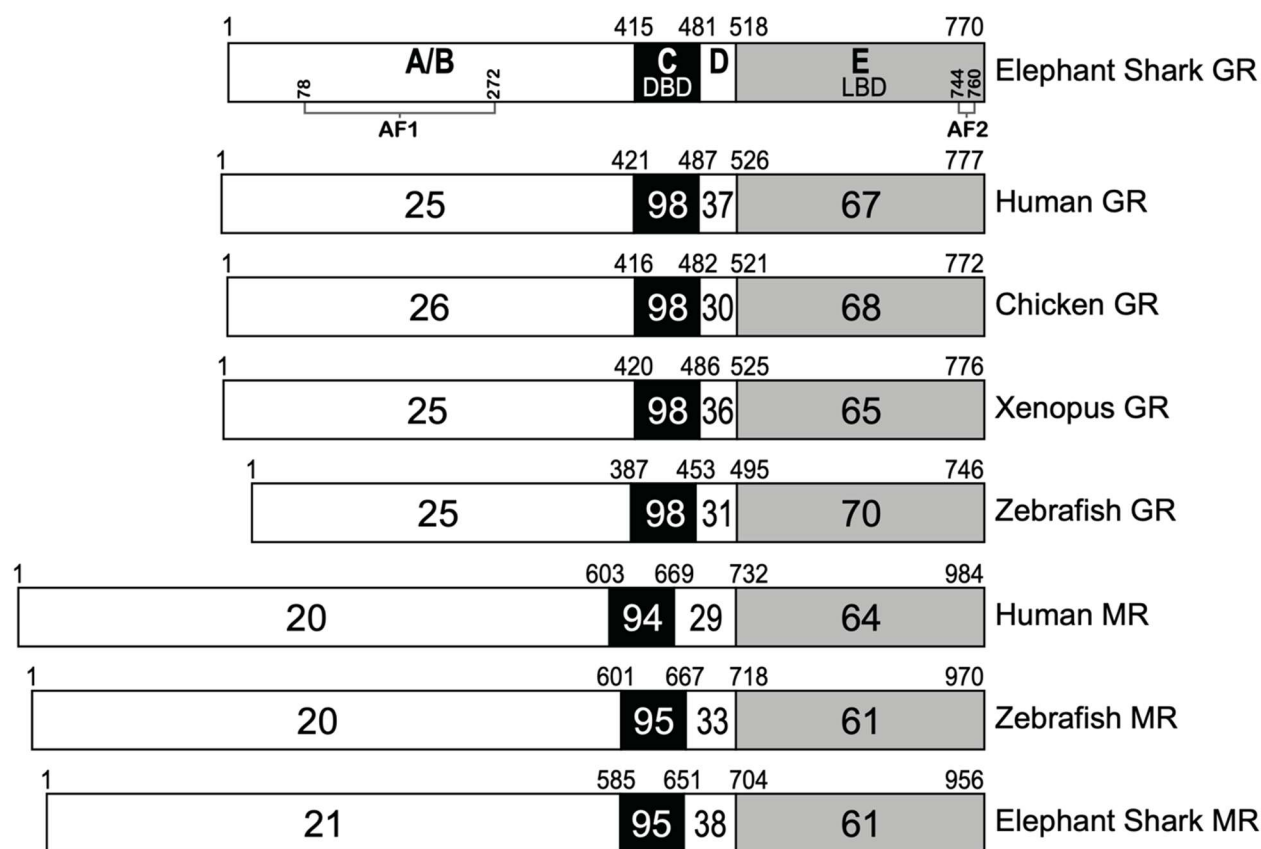 1 415 481 518 770
A/B C D E Elephant Shark GR
DBD LBD
78 272 744 760
AF1 AF2
1 421 487 526 777
25 98 37 67 Human GR
1 416 482 521 772
26 98 30 68 Chicken GR
1 420 486 525 776
25 98 36 65 Xenopus GR
1 387 453 495 746
25 98 31 70 Zebrafish GR
1 603 669 732 984
20 94 29 64 Human MR
1 601 667 718 970
20 95 33 61 Zebrafish MR
1 585 651 704 956
21 95 38 61 Elephant Shark MR